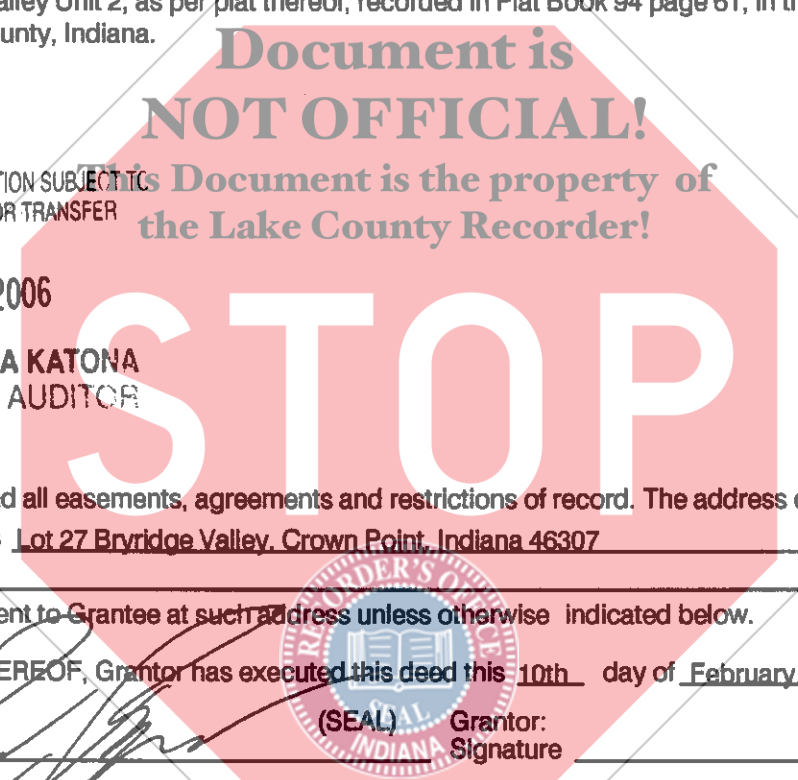 alley Unit 2, as per plat thereof, recorded in Plat Book 94 page 61, in th
ounty, Indiana.
Document is
NOT OFFICIAL!
TION SUBJECT TO
This Document is the property of
OR TRANSFER
the Lake County Recorder!
2006
STOP
A KATONA
AUDITOR
d all easements, agreements and restrictions of record. The address
Lot 27 Bryridge Valley, Crown Point, Indiana 46307
RECORDER'S OFFICE
ent to Grantee at such address unless otherwise indicated below.
EREOF, Grantor has executed this deed this 10th day of February
(SEAL) Grantor:
SEAL
Signature
INDIANA